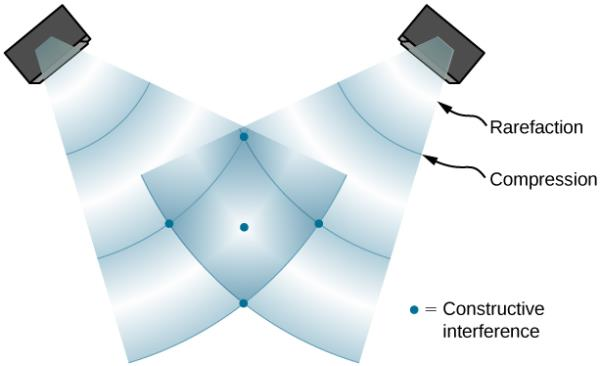 Rarefaction
Compression
= Constructive
interference